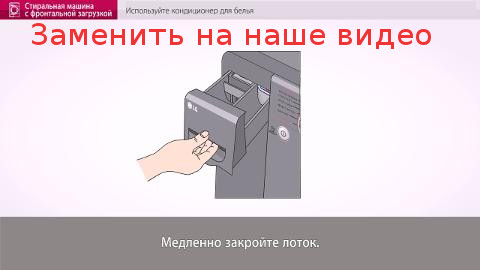 Стиральная машина
с фронтальной загрузкой
Используйте кондиционер для белья
Заменить на наше видео
LG
Медленно закройте лоток.